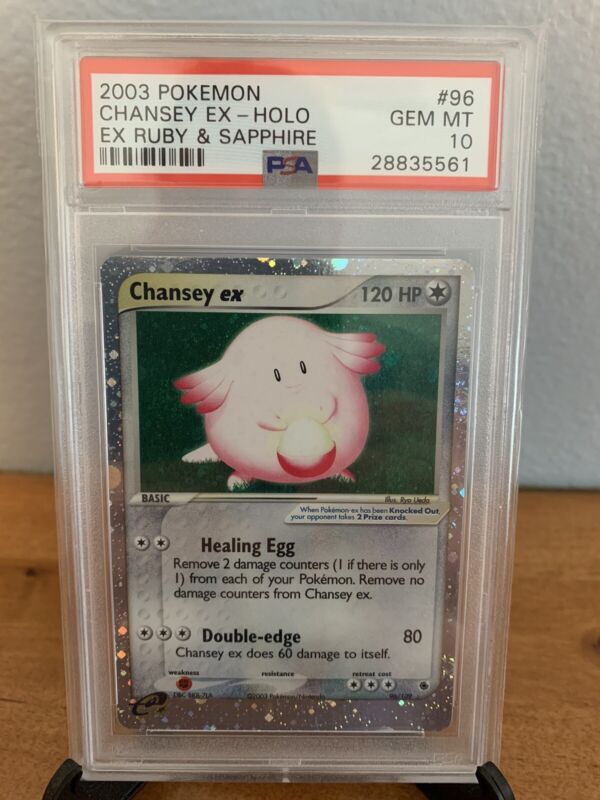 2003 POKEMON #96
CHANSEY EX - HOLO GEM MT
EX RUBY & SAPPHIRE 10
PSA 28835561
Chansey ex 120 HP
BASIC Illus. Ryo Ueda
When Pokémon-ex has been Knocked Out,
your opponent takes 2 Prize cards.
Healing Egg
Remove 2 damage counters (1 if there is only
1) from each of your Pokémon. Remove no
damage counters from Chansey ex.
Double-edge 80
Chansey ex does 60 damage to itself.
weakness resistance retreat cost
©2003 Pokémon/Nintendo 96/109